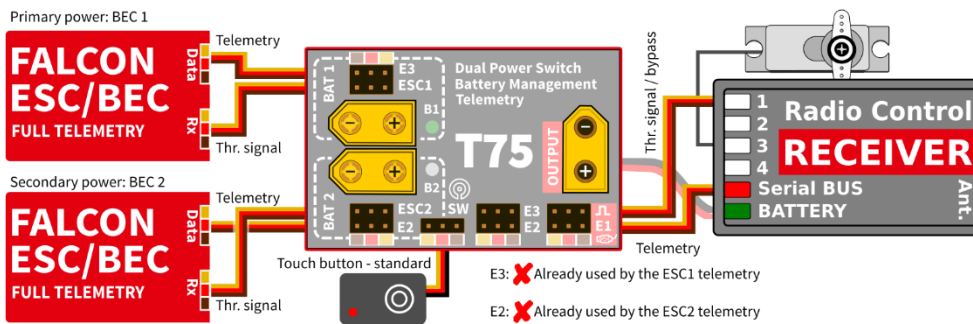 Primary power: BEC 1
FALCON
ESC/BEC
FULL TELEMETRY
Data
Rx
Telemetry
Thr. signal
Secondary power: BEC 2
FALCON
ESC/BEC
FULL TELEMETRY
Data
Rx
Telemetry
Thr. signal
Touch button - standard
BAT 1
E3
ESC1
B1
Dual Power Switch
Battery Management
Telemetry
T75
OUTPUT
BAT 2
B2
ESC2
E2
SW
E3
E2
E1
Thr. signal / bypass
Telemetry
1
2
3
4
Radio Control
RECEIVER
Serial BUS
BATTERY
Ant.
E3: ✘ Already used by the ESC1 telemetry
E2: ✘ Already used by the ESC2 telemetry